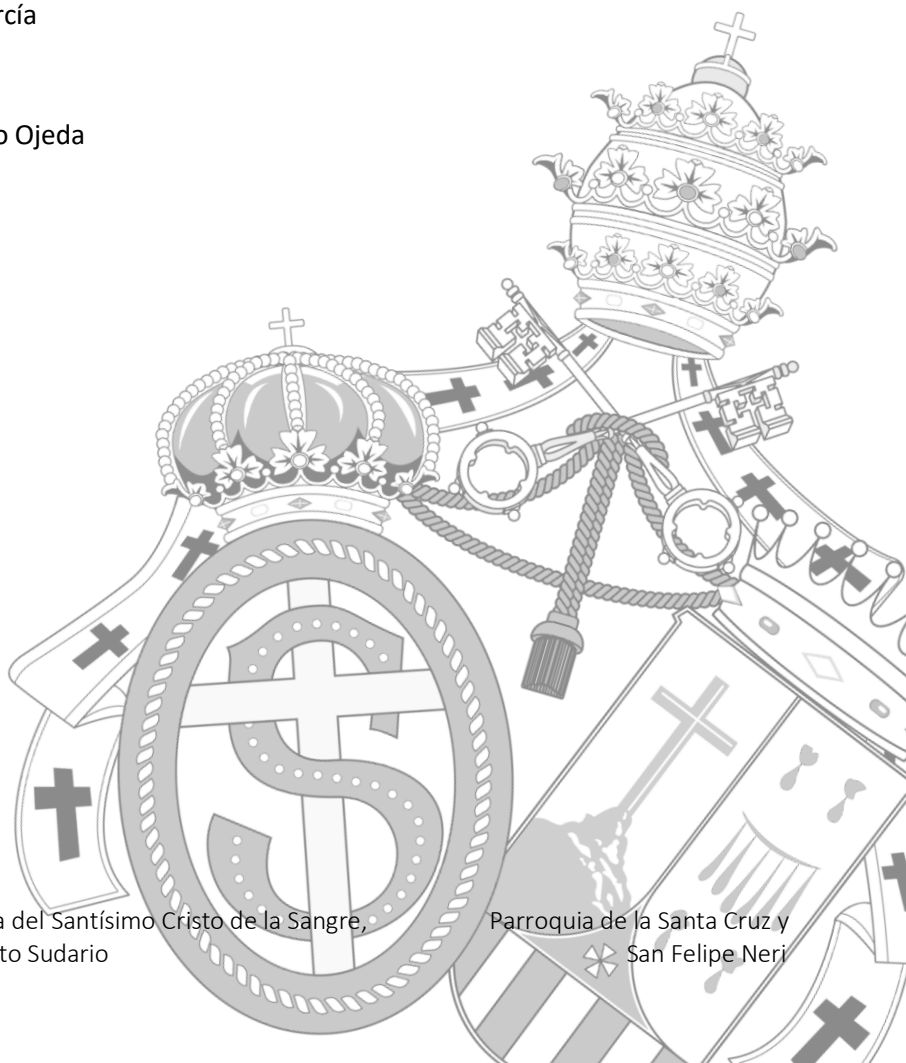 rcía
o Ojeda
a del Santísimo Cristo de la Sangre,
to Sudario
Parroquia de la Santa Cruz y
San Felipe Neri